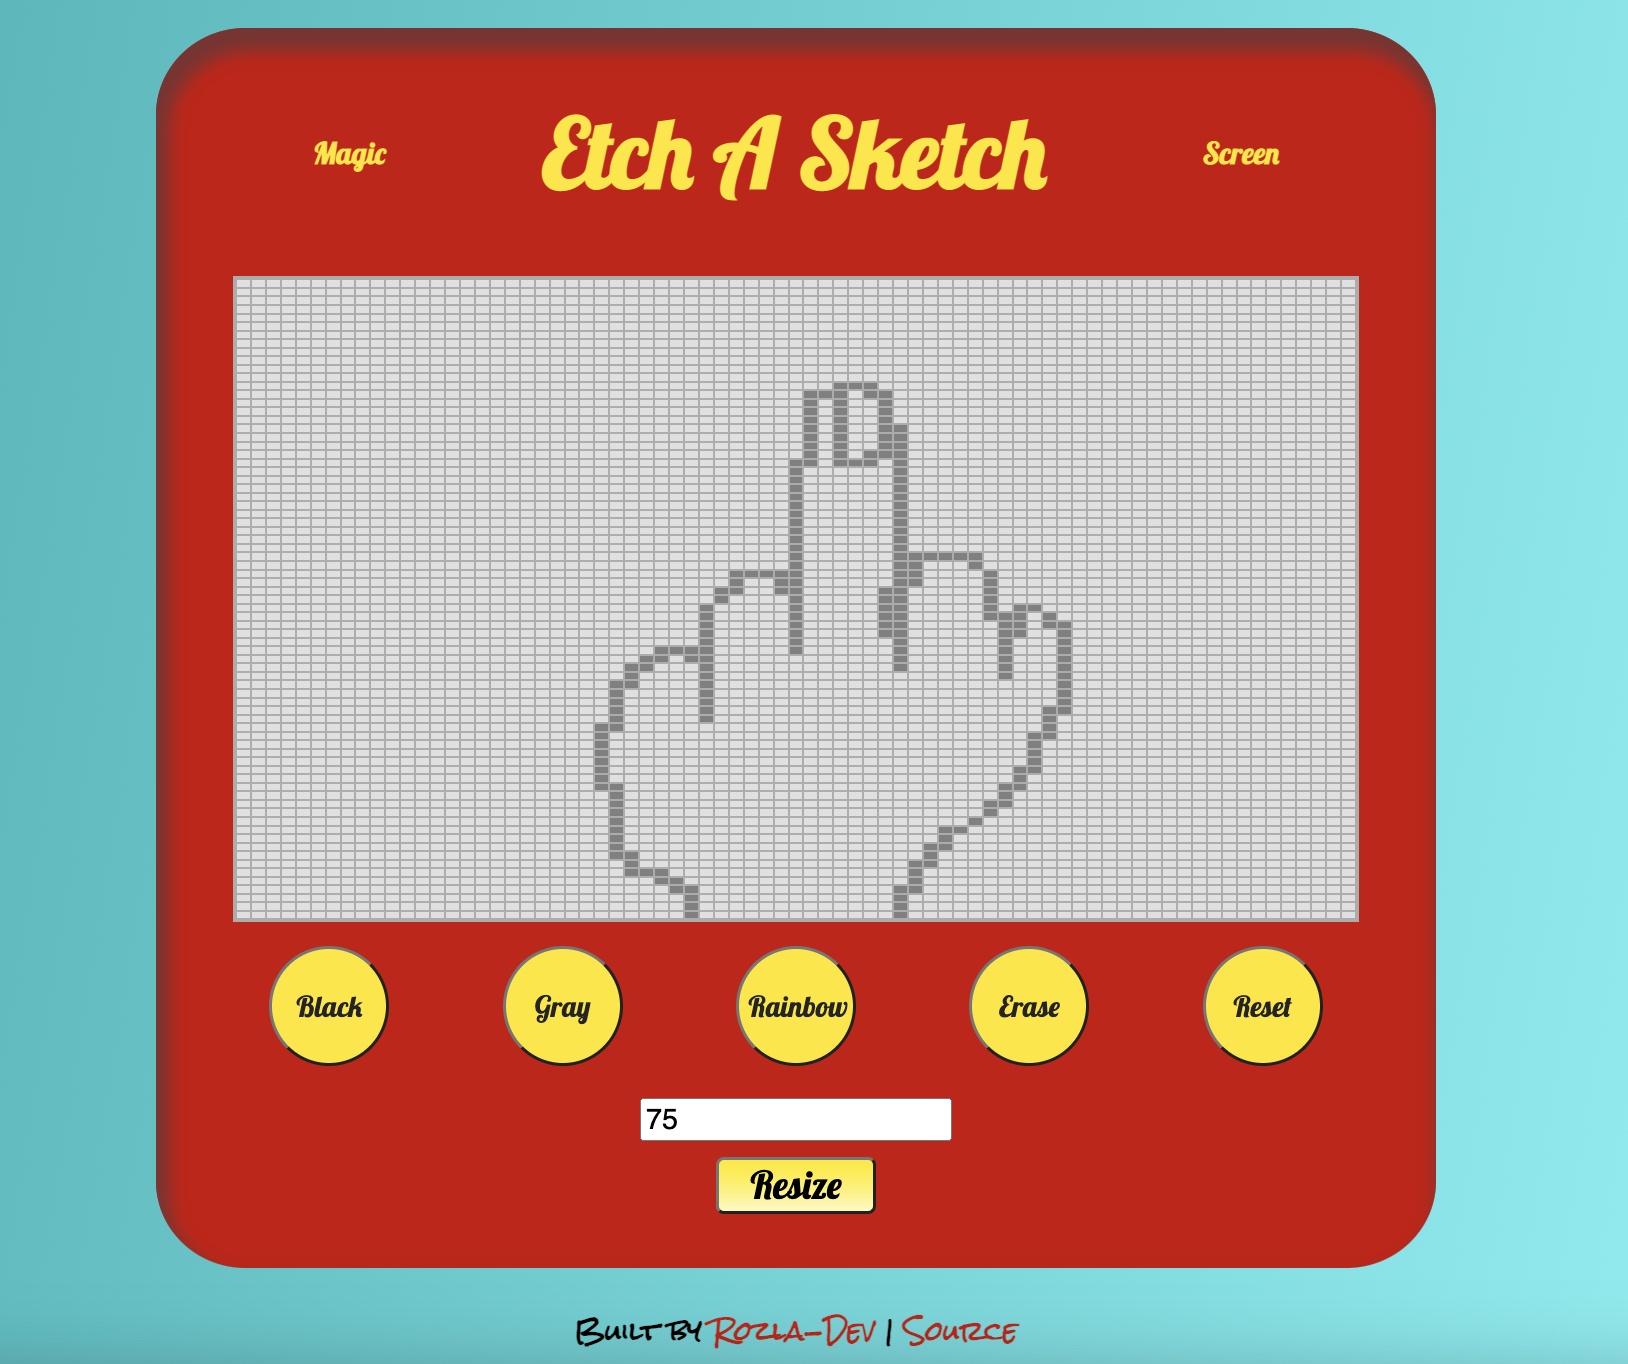 Magic Etch A Sketch Screen
Black Gray Rainbow Erase Reset
75
Resize
Built by Rozla-Dev | Source